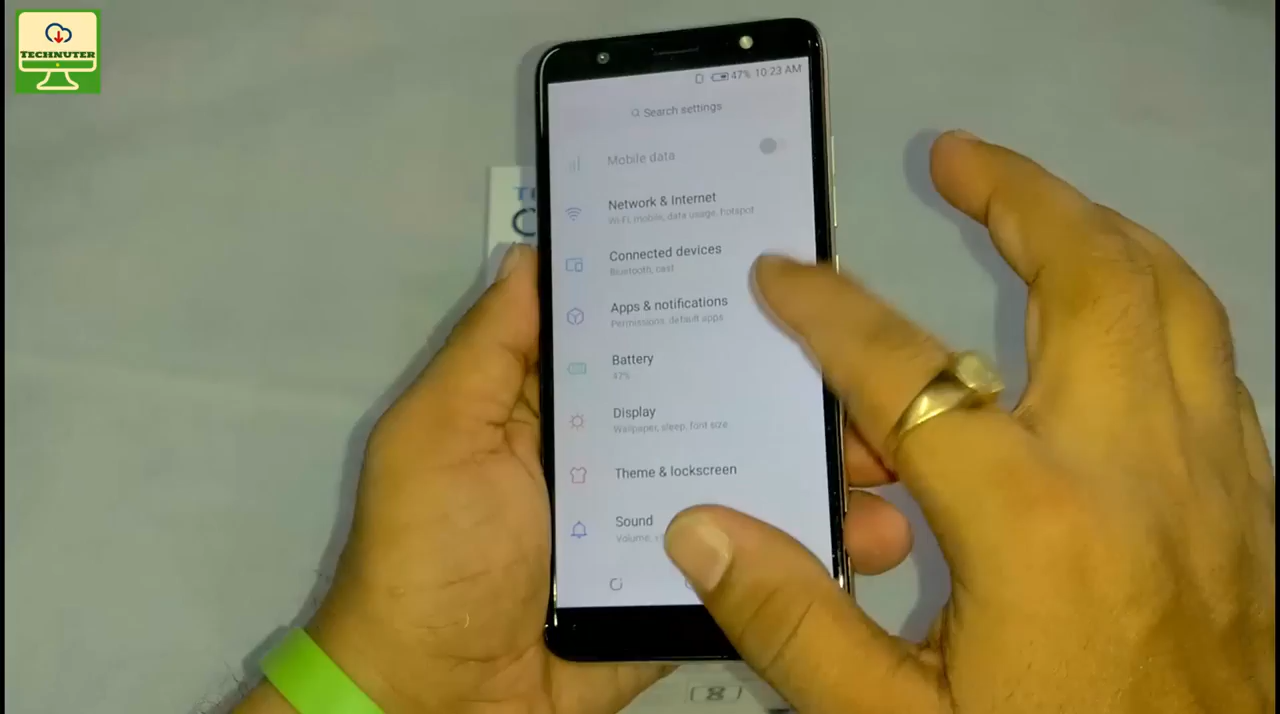 TECHNUTER
47% 10:23 AM
Search settings
Mobile data
Network & Internet
Wi-Fi, mobile, data usage, hotspot
Connected devices
Bluetooth, cast
Apps & notifications
Permissions, default apps
Battery
47%
Display
Wallpaper, sleep, font size
Theme & lockscreen
Sound
Volume,